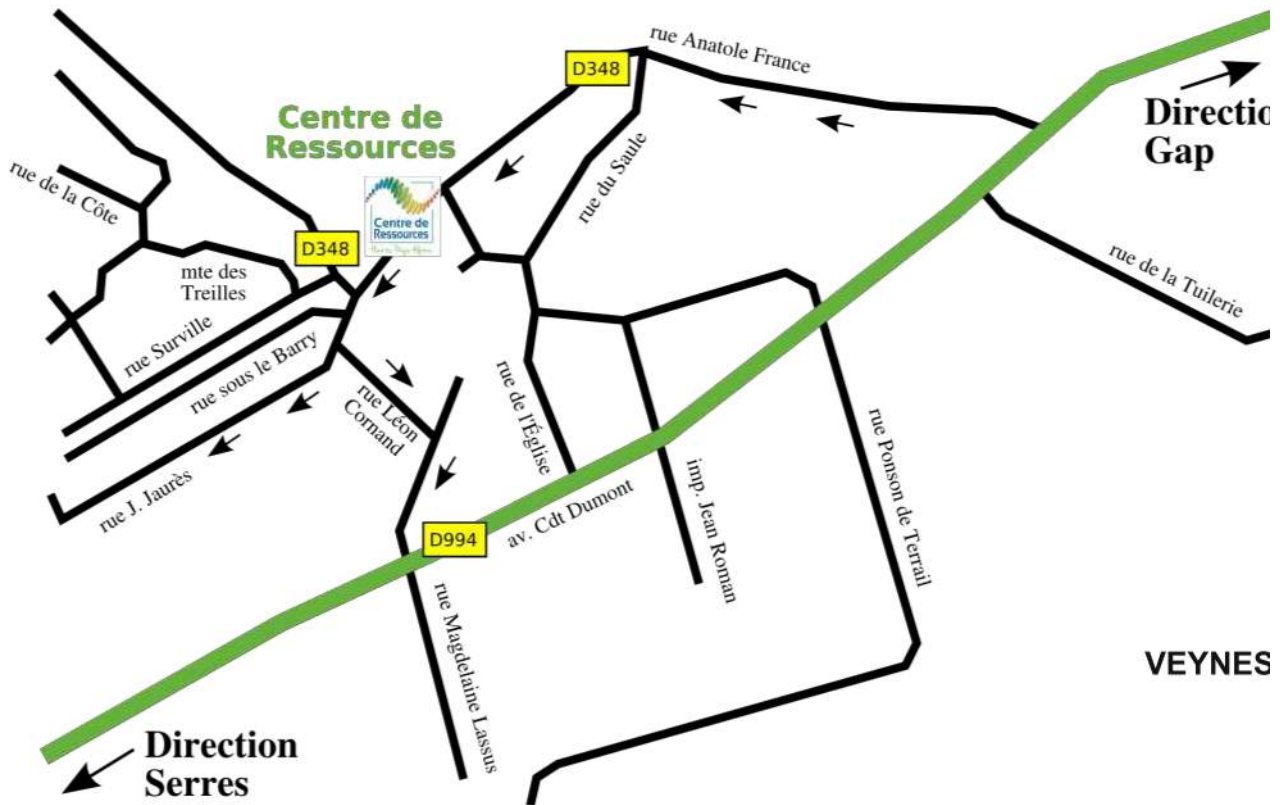 rue Anatole France
D348
Directio
Gap
Centre de
Ressources
rue du Saule
rue de la Côte
Centre de
Ressources
D348
mte des
Treilles
rue de la Tuilerie
rue Surville
rue sous le Barry
rue Léon
Cornand
rue de l'Église
rue Ponson de Terrail
rue J. Jaurès
imp. Jean Roman
av. Cdt Dumont
D994
rue Magdelaine Lassus
VEYNES
Direction
Serres